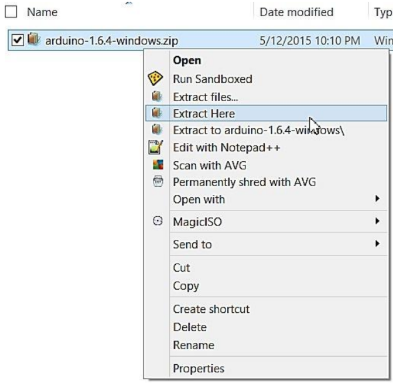 Name Date modified Typ
arduino-1.6.4-windows.zip 5/12/2015 10:10 PM Win
Open
Run Sandboxed
Extract files...
Extract Here
Extract to arduino-1.6.4-windows\
Edit with Notepad++
Scan with AVG
Permanently shred with AVG
Open with
MagicISO
Send to
Cut
Copy
Create shortcut
Delete
Rename
Properties